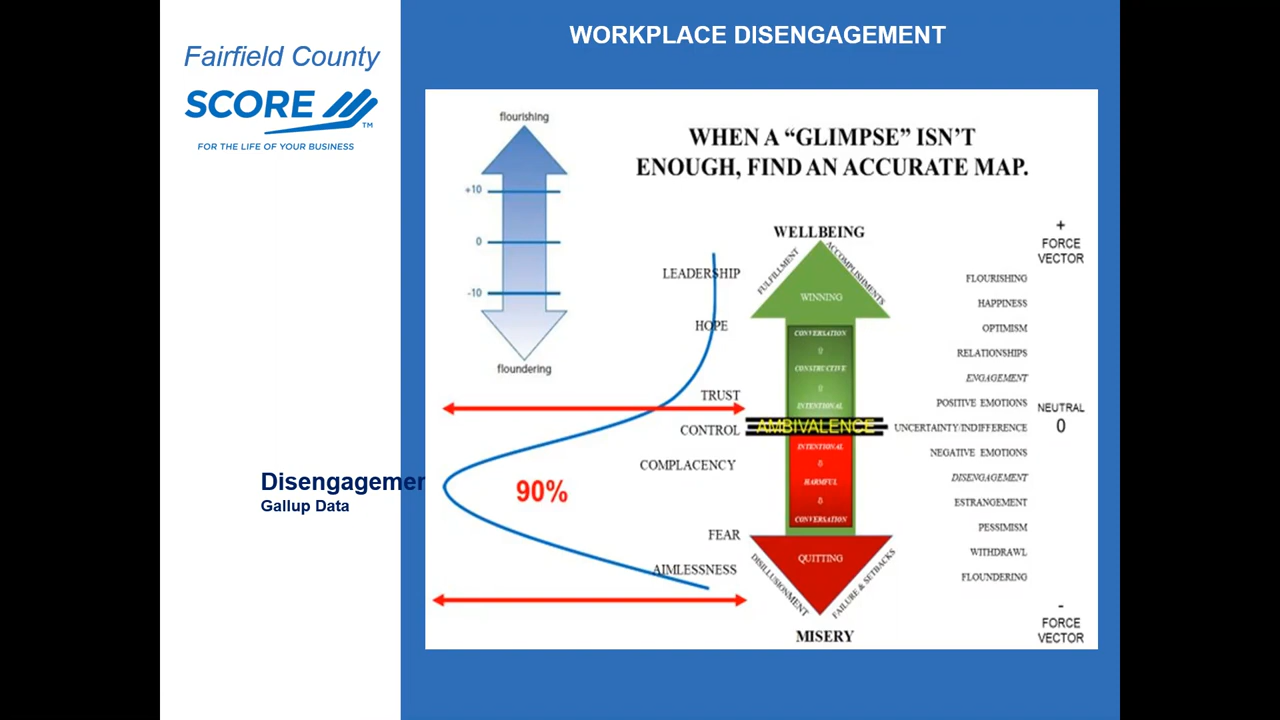 Fairfield County
SCORE
TM
FOR THE LIFE OF YOUR BUSINESS
Disengagemen
Gallup Data
WORKPLACE DISENGAGEMENT
flourishing
+10
0
-10
floundering
WHEN A “GLIMPSE” ISN’T
ENOUGH, FIND AN ACCURATE MAP.
LEADERSHIP
HOPE
TRUST
CONTROL
COMPLACENCY
90%
FEAR
AIMLESSNESS
WELLBEING
FULFILLMENT
ACCOMPLISHMENTS
WINNING
CONVERSATION
CONSTRUCTIVE
INTENTIONAL
AMBIVALENCE
INTENTIONAL
HARMFUL
CONVERSATION
QUITTING
DISILLUSIONMENT
FAILURE & SETBACKS
MISERY
FLOURISHING
HAPPINESS
OPTIMISM
RELATIONSHIPS
ENGAGEMENT
POSITIVE EMOTIONS
UNCERTAINTY/INDIFFERENCE
NEGATIVE EMOTIONS
DISENGAGEMENT
ESTRANGEMENT
PESSIMISM
WITHDRAWL
FLOUNDERING
+
FORCE
VECTOR
NEUTRAL
0
-
FORCE
VECTOR